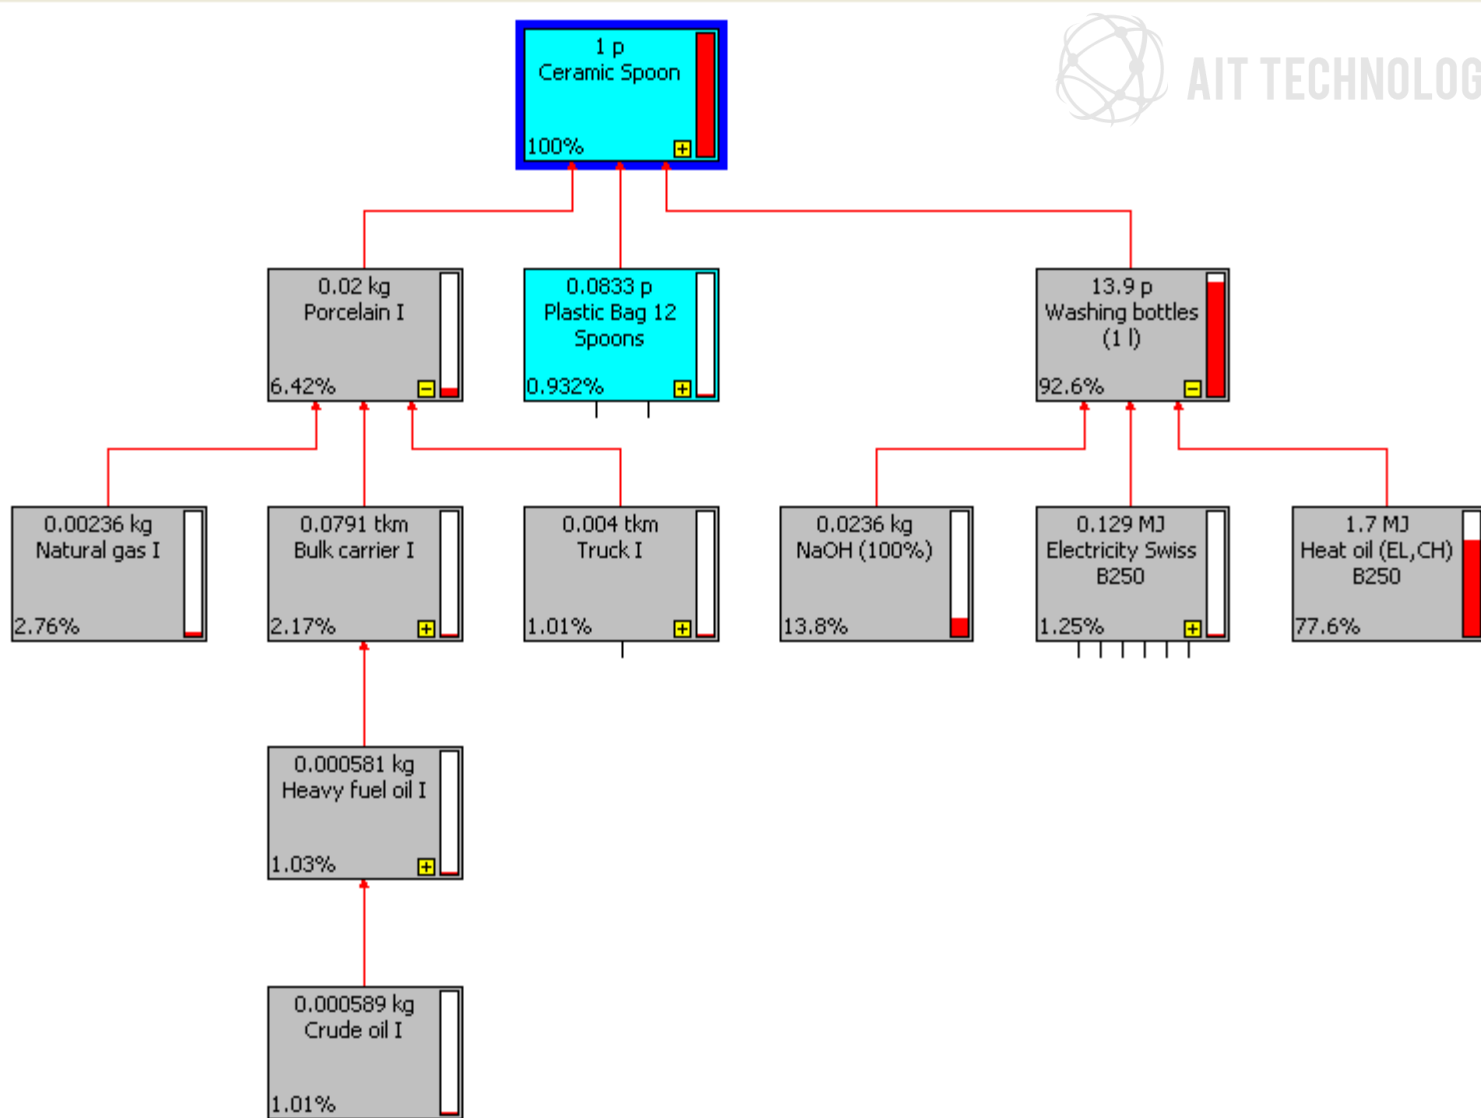 1 p
Ceramic Spoon
100%
AIT TECHNOLOG
0.02 kg
Porcelain I
6.42%
0.0833 p
Plastic Bag 12
Spoons
0.932%
13.9 p
Washing bottles
(1 l)
92.6%
0.00236 kg
Natural gas I
2.76%
0.0791 tkm
Bulk carrier I
2.17%
0.004 tkm
Truck I
1.01%
0.0236 kg
NaOH (100%)
13.8%
0.129 MJ
Electricity Swiss
B250
1.25%
1.7 MJ
Heat oil (EL,CH)
B250
77.6%
0.000581 kg
Heavy fuel oil I
1.03%
0.000589 kg
Crude oil I
1.01%